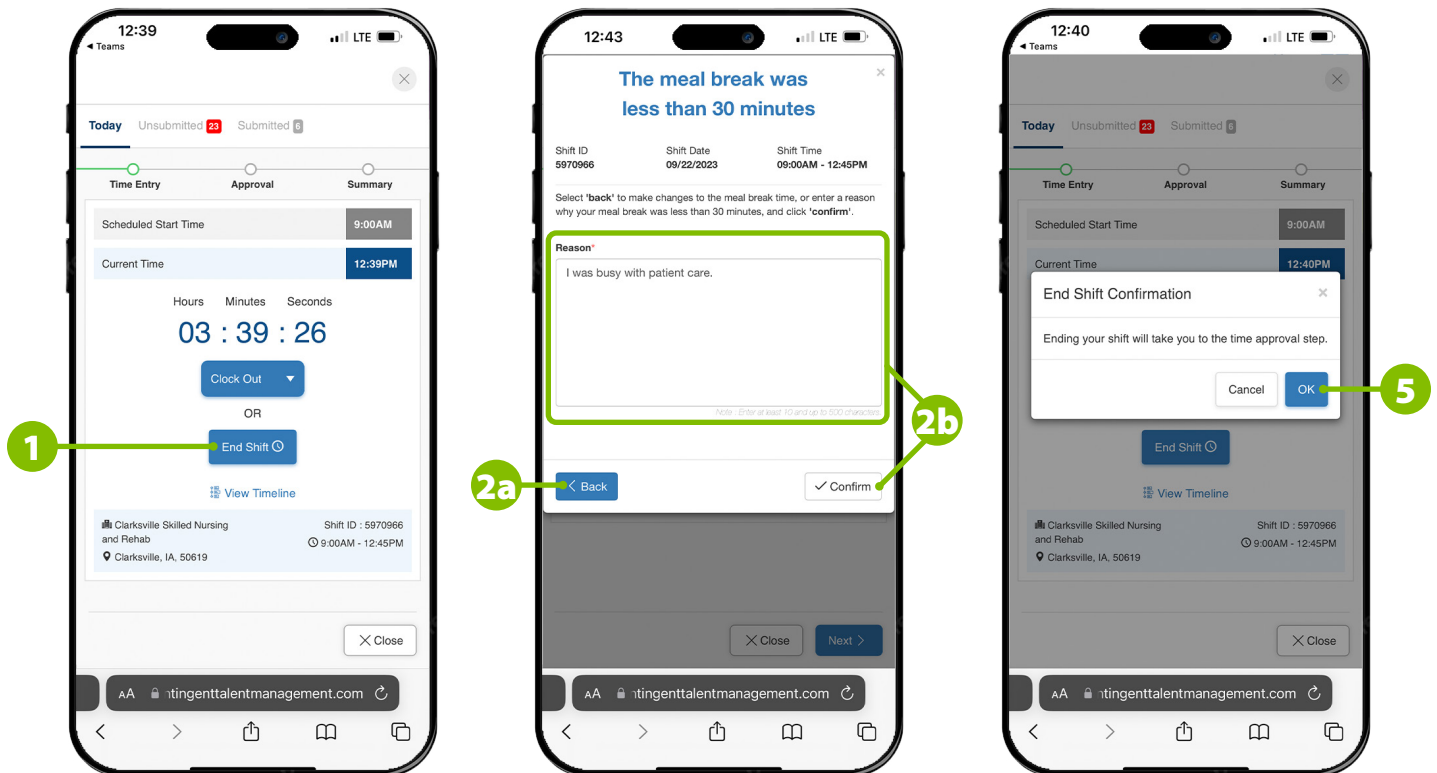 12:39
LTE
◄ Teams
Today Unsubmitted 23 Submitted 6
Time Entry Approval Summary
Scheduled Start Time 9:00AM
Current Time 12:39PM
Hours Minutes Seconds
03 : 39 : 26
Clock Out
OR
1
End Shift
View Timeline
Clarksville Skilled Nursing
and Rehab
Clarksville, IA, 50619
Shift ID : 5970966
9:00AM - 12:45PM
Close
AA ntingenttalentmanagement.com
12:43
LTE
The meal break was
less than 30 minutes
Shift ID Shift Date Shift Time
5970966 09/22/2023 09:00AM - 12:45PM
Select 'back' to make changes to the meal break time, or enter a reason
why your meal break was less than 30 minutes, and click 'confirm'.
Reason*
I was busy with patient care.
Note : Enter at least 10 and up to 500 characters.
2b
2a
Back Confirm
Close Next
AA ntingenttalentmanagement.com
12:40
LTE
◄ Teams
Today Unsubmitted 23 Submitted 6
Time Entry Approval Summary
Scheduled Start Time 9:00AM
Current Time 12:40PM
End Shift Confirmation
Ending your shift will take you to the time approval step.
Cancel OK
5
End Shift
View Timeline
Clarksville Skilled Nursing
and Rehab
Clarksville, IA, 50619
Shift ID : 5970966
9:00AM - 12:45PM
Close
AA ntingenttalentmanagement.com